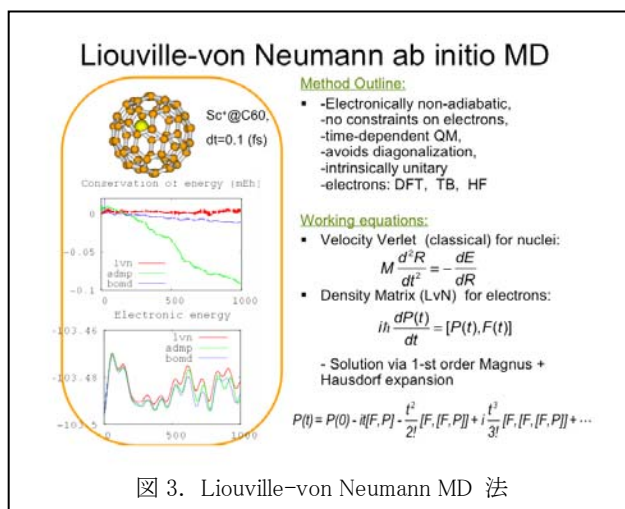 Liouville-von Neumann ab initio MD
Sc⁺@C60,
dt=0.1 (fs)
Conservation of energy [mEh]
0
-0.05
-0.1
lvn
admp
bomd
0 500 1000
Electronic energy
-103.46
-103.48
-103.5
lvn
admp
bomd
0 500 1000
Method Outline:
▪ -Electronically non-adiabatic,
-no constraints on electrons,
-time-dependent QM,
-avoids diagonalization,
-intrinsically unitary
-electrons: DFT, TB, HF
Working equations:
▪ Velocity Verlet (classical) for nuclei:
M d²R/dt² = - dE/dR
▪ Density Matrix (LvN) for electrons:
iℏ dP(t)/dt = [P(t), F(t)]
- Solution via 1-st order Magnus +
Hausdorf expansion
P(t) = P(0) - it[F,P] - t²/2! [F,[F,P]] + i t³/3! [F,[F,[F,P]] + ⋯
図 3. Liouville-von Neumann MD 法